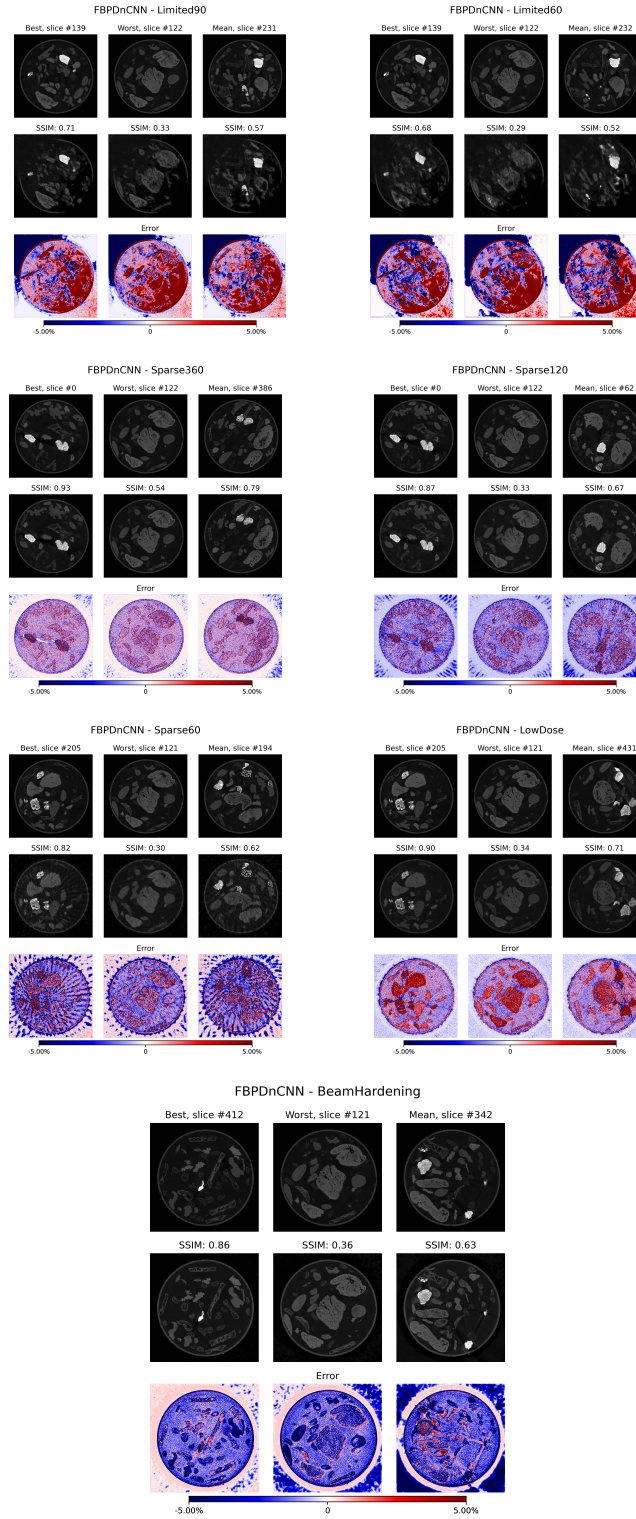 FBPDnCNN - Limited90
Best, slice #139
Worst, slice #122
Mean, slice #231
SSIM: 0.71
SSIM: 0.33
SSIM: 0.57
Error
-5.00%
0
5.00%
FBPDnCNN - Limited60
Best, slice #139
Worst, slice #122
Mean, slice #232
SSIM: 0.68
SSIM: 0.29
SSIM: 0.52
Error
-5.00%
0
5.00%
FBPDnCNN - Sparse360
Best, slice #0
Worst, slice #122
Mean, slice #386
SSIM: 0.93
SSIM: 0.54
SSIM: 0.79
Error
-5.00%
0
5.00%
FBPDnCNN - Sparse120
Best, slice #0
Worst, slice #122
Mean, slice #62
SSIM: 0.87
SSIM: 0.33
SSIM: 0.67
Error
-5.00%
0
5.00%
FBPDnCNN - Sparse60
Best, slice #205
Worst, slice #121
Mean, slice #194
SSIM: 0.82
SSIM: 0.30
SSIM: 0.62
Error
-5.00%
0
5.00%
FBPDnCNN - LowDose
Best, slice #205
Worst, slice #121
Mean, slice #431
SSIM: 0.90
SSIM: 0.34
SSIM: 0.71
Error
-5.00%
0
5.00%
FBPDnCNN - BeamHardening
Best, slice #412
Worst, slice #121
Mean, slice #342
SSIM: 0.86
SSIM: 0.36
SSIM: 0.63
Error
-5.00%
0
5.00%